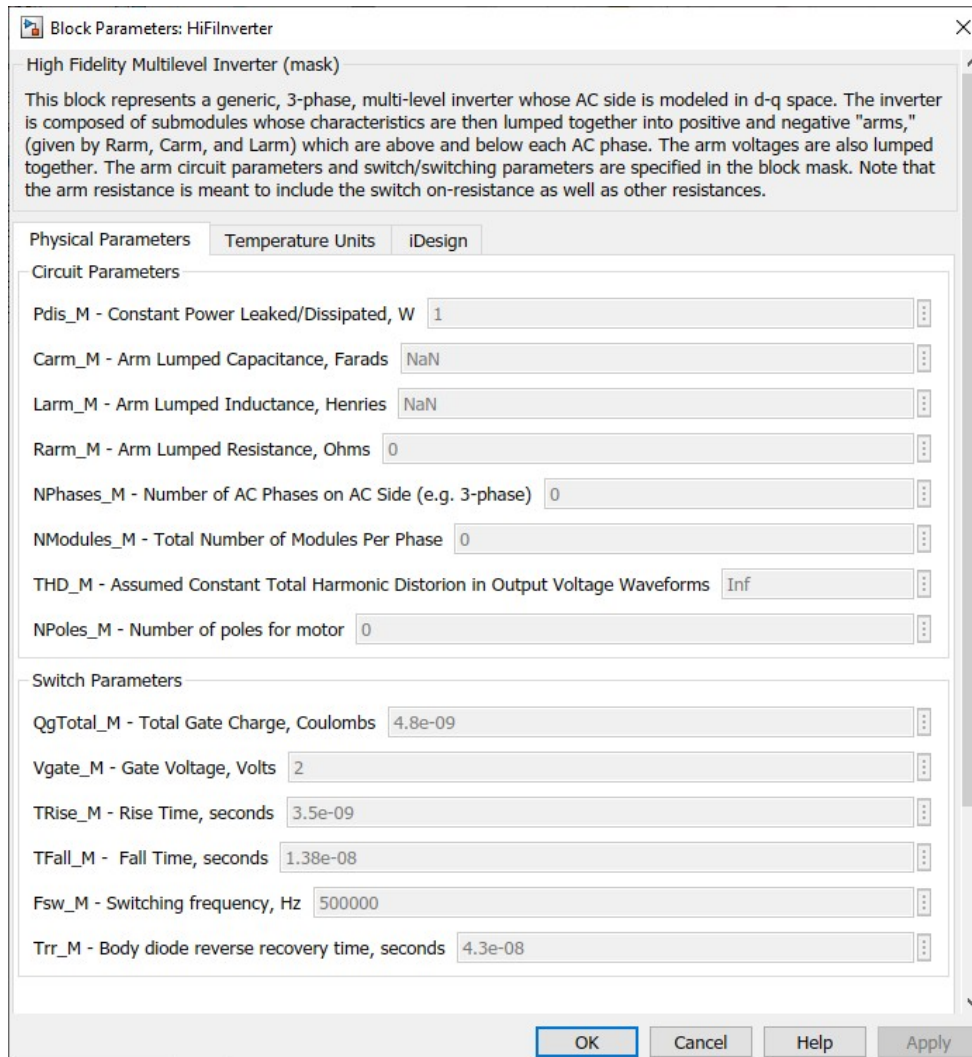 Block Parameters: HiFiInverter
High Fidelity Multilevel Inverter (mask)
This block represents a generic, 3-phase, multi-level inverter whose AC side is modeled in d-q space. The inverter
is composed of submodules whose characteristics are then lumped together into positive and negative "arms,"
(given by Rarm, Carm, and Larm) which are above and below each AC phase. The arm voltages are also lumped
together. The arm circuit parameters and switch/switching parameters are specified in the block mask. Note that
the arm resistance is meant to include the switch on-resistance as well as other resistances.
Physical Parameters Temperature Units iDesign
Circuit Parameters
Pdis_M - Constant Power Leaked/Dissipated, W 1
Carm_M - Arm Lumped Capacitance, Farads NaN
Larm_M - Arm Lumped Inductance, Henries NaN
Rarm_M - Arm Lumped Resistance, Ohms 0
NPhases_M - Number of AC Phases on AC Side (e.g. 3-phase) 0
NModules_M - Total Number of Modules Per Phase 0
THD_M - Assumed Constant Total Harmonic Distorion in Output Voltage Waveforms Inf
NPoles_M - Number of poles for motor 0
Switch Parameters
QgTotal_M - Total Gate Charge, Coulombs 4.8e-09
Vgate_M - Gate Voltage, Volts 2
TRise_M - Rise Time, seconds 3.5e-09
TFall_M - Fall Time, seconds 1.38e-08
Fsw_M - Switching frequency, Hz 500000
Trr_M - Body diode reverse recovery time, seconds 4.3e-08
OK Cancel Help Apply